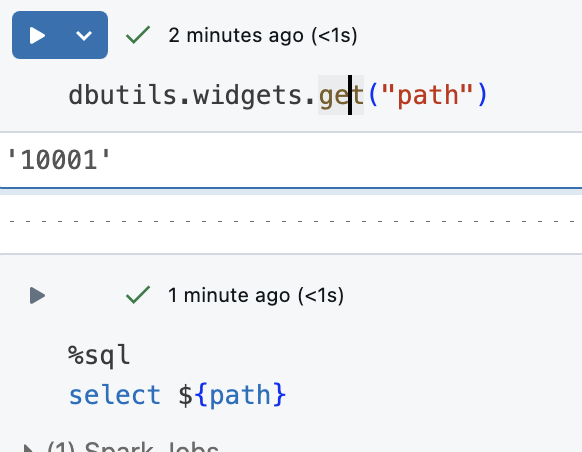 2 minutes ago (<1s)
dbutils.widgets.get("path")
'10001'
1 minute ago (<1s)
%sql
select ${path}
(1) Spark Jobs